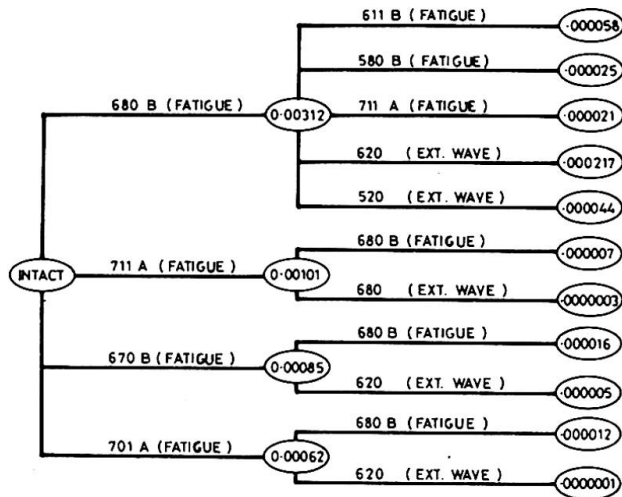 611 B (FATIGUE)
·000058
580 B (FATIGUE)
·000025
680 B (FATIGUE)
0·00312
711 A (FATIGUE)
·000021
620 (EXT. WAVE)
·000217
520 (EXT. WAVE)
·000044
INTACT
711 A (FATIGUE)
0·00101
680 B (FATIGUE)
·000007
680 (EXT. WAVE)
·0000003
670 B (FATIGUE)
0·00085
680 B (FATIGUE)
·000016
620 (EXT. WAVE)
·000005
701 A (FATIGUE)
0·00062
680 B (FATIGUE)
·000012
620 (EXT. WAVE)
·0000001